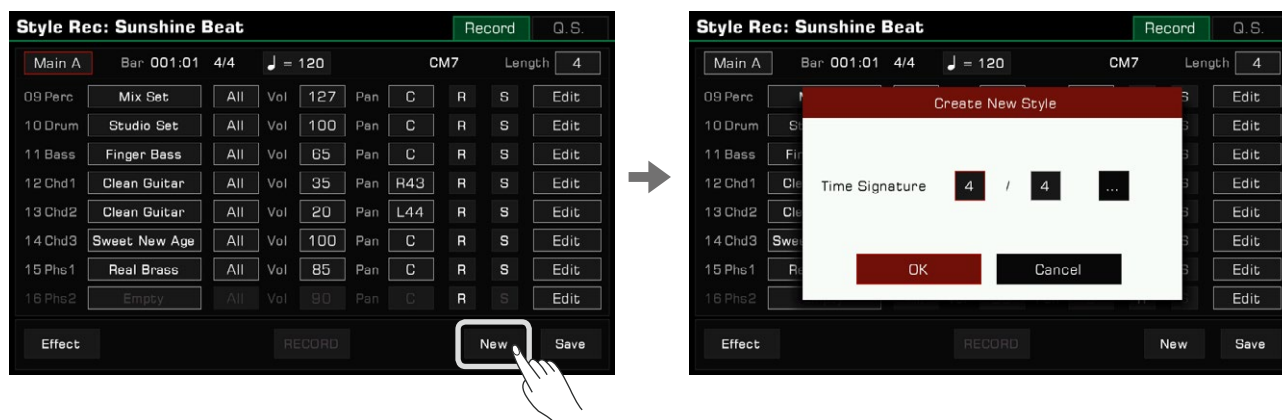 Style Rec: Sunshine Beat Record Q.S.
Main A Bar 001:01 4/4 ♩ = 120 CM7 Length 4
09 Perc Mix Set All Vol 127 Pan C R S Edit
10 Drum Studio Set All Vol 100 Pan C R S Edit
11 Bass Finger Bass All Vol 65 Pan C R S Edit
12 Chd1 Clean Guitar All Vol 35 Pan R43 R S Edit
13 Chd2 Clean Guitar All Vol 20 Pan L44 R S Edit
14 Chd3 Sweet New Age All Vol 100 Pan C R S Edit
15 Phs1 Real Brass All Vol 85 Pan C R S Edit
16 Phs2 Empty All Vol 90 Pan C R S Edit
Effect RECORD New Save
Style Rec: Sunshine Beat Record Q.S.
Main A Bar 001:01 4/4 ♩ = 120 CM7 Length 4
Create New Style
Time Signature 4 / 4 ...
OK Cancel
09 Perc Edit
10 Drum Edit
11 Bass Edit
12 Chd1 Edit
13 Chd2 Edit
14 Chd3 Edit
15 Phs1 Edit
16 Phs2 Edit
Effect RECORD New Save